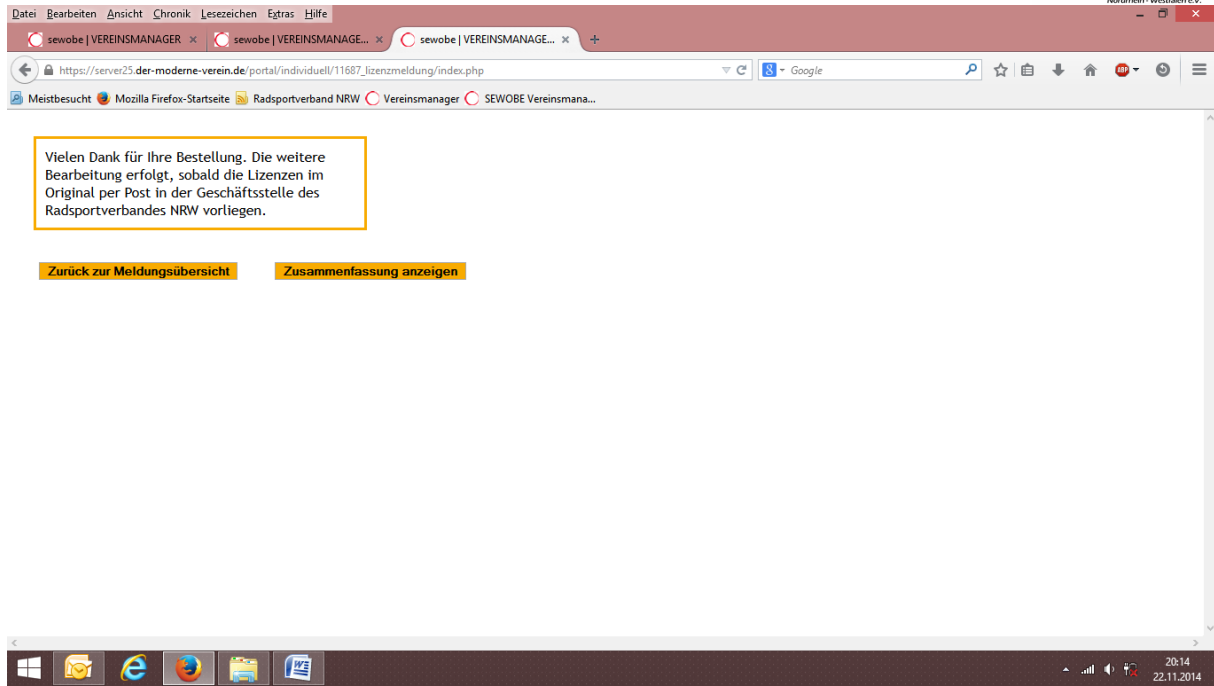 Nordrhein - Westfalen e.V.
Datei Bearbeiten Ansicht Chronik Lesezeichen Extras Hilfe
sewobe | VEREINSMANAGER × sewobe | VEREINSMANAGE... × sewobe | VEREINSMANAGE... × +
https://server25.der-moderne-verein.de/portal/individuell/11687_lizenzmeldung/index.php Google
Meistbesucht Mozilla Firefox-Startseite Radsportverband NRW Vereinsmanager SEWOBE Vereinsmana...
Vielen Dank für Ihre Bestellung. Die weitere
Bearbeitung erfolgt, sobald die Lizenzen im
Original per Post in der Geschäftsstelle des
Radsportverbandes NRW vorliegen.
Zurück zur Meldungsübersicht Zusammenfassung anzeigen
20:14
22.11.2014